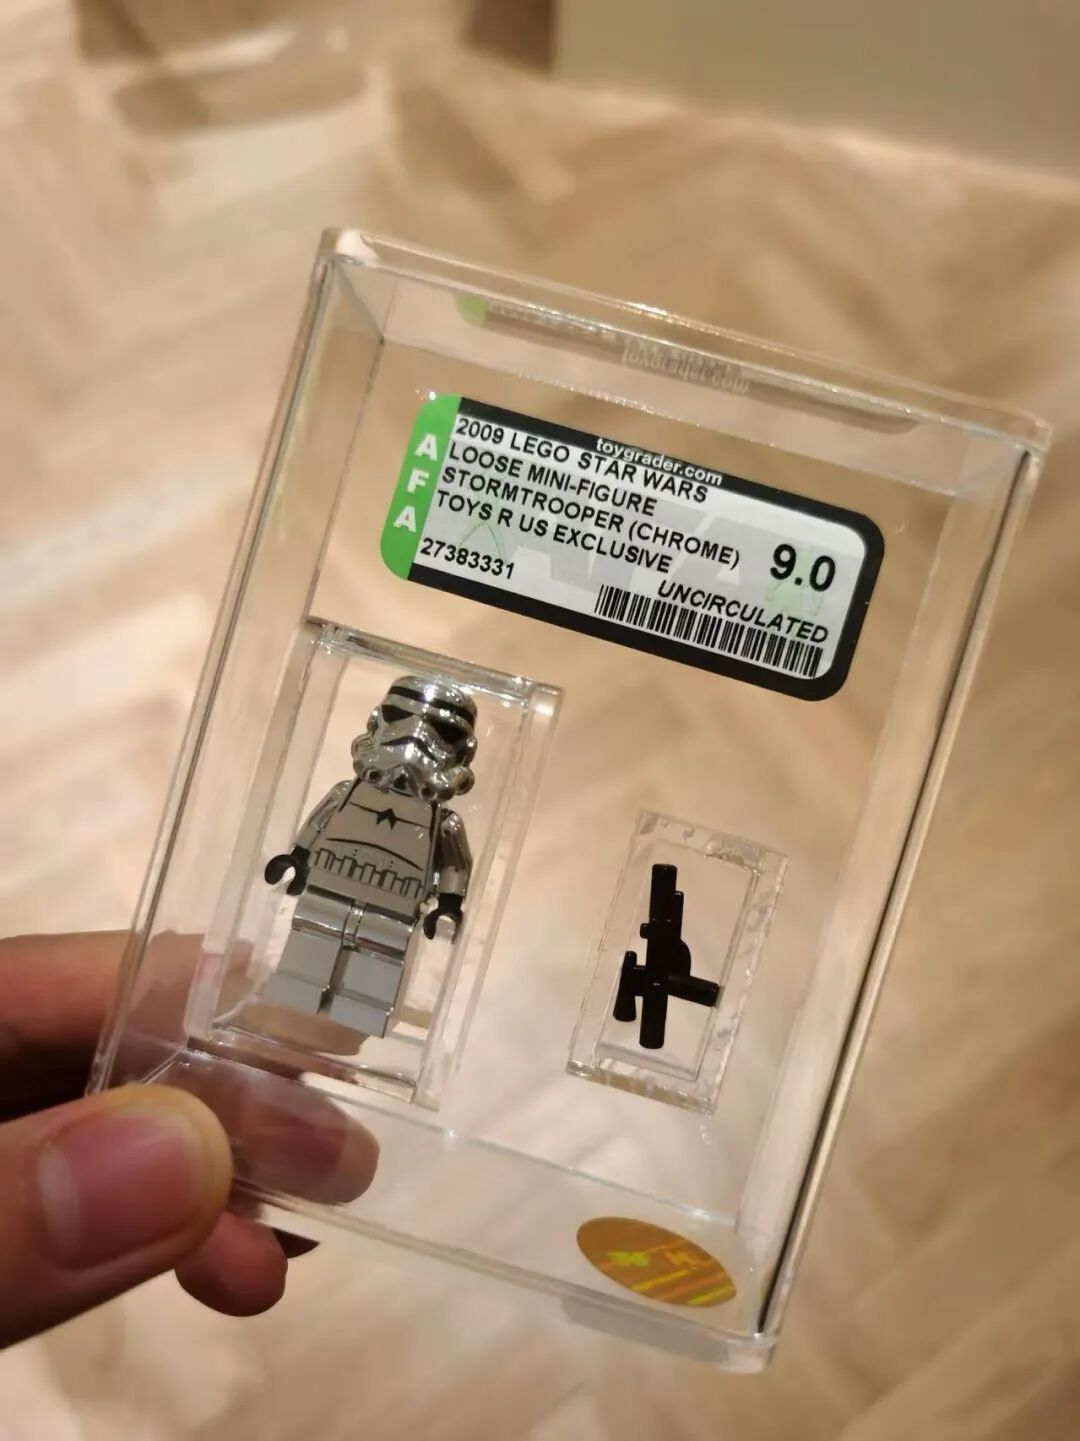 toygrader.com
AFA
2009 LEGO STAR WARS
LOOSE MINI-FIGURE
STORMTROOPER (CHROME)
TOYS R US EXCLUSIVE
9.0
27383331
UNCIRCULATED